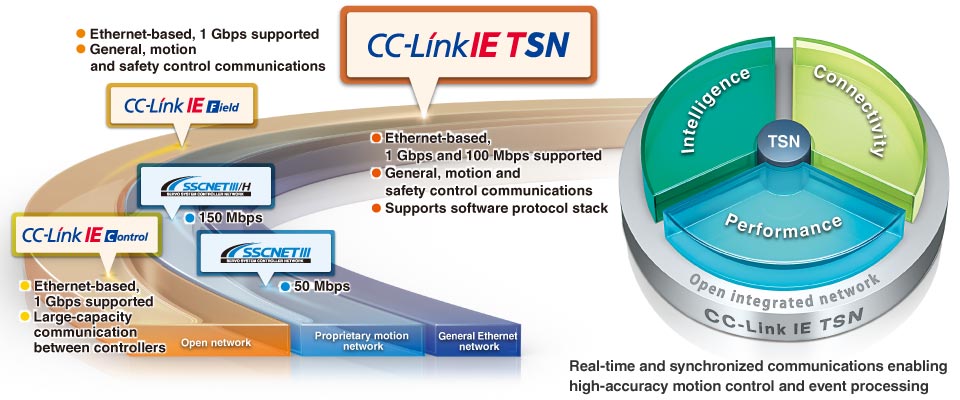 Ethernet-based, 1 Gbps supported
General, motion
and safety control communications
CC-Link IE TSN
CC-Link IE Field
Ethernet-based,
1 Gbps and 100 Mbps supported
General, motion and
safety control communications
Supports software protocol stack
SSCNETIII/H
SERVO SYSTEM CONTROLLER NETWORK
150 Mbps
CC-Link IE Control
SSCNETIII
SERVO SYSTEM CONTROLLER NETWORK
50 Mbps
Ethernet-based,
1 Gbps supported
Large-capacity
communication
between controllers
Open network
Proprietary motion
network
General Ethernet
network
Intelligence
Connectivity
TSN
Performance
Open integrated network
CC-Link IE TSN
Real-time and synchronized communications enabling
high-accuracy motion control and event processing